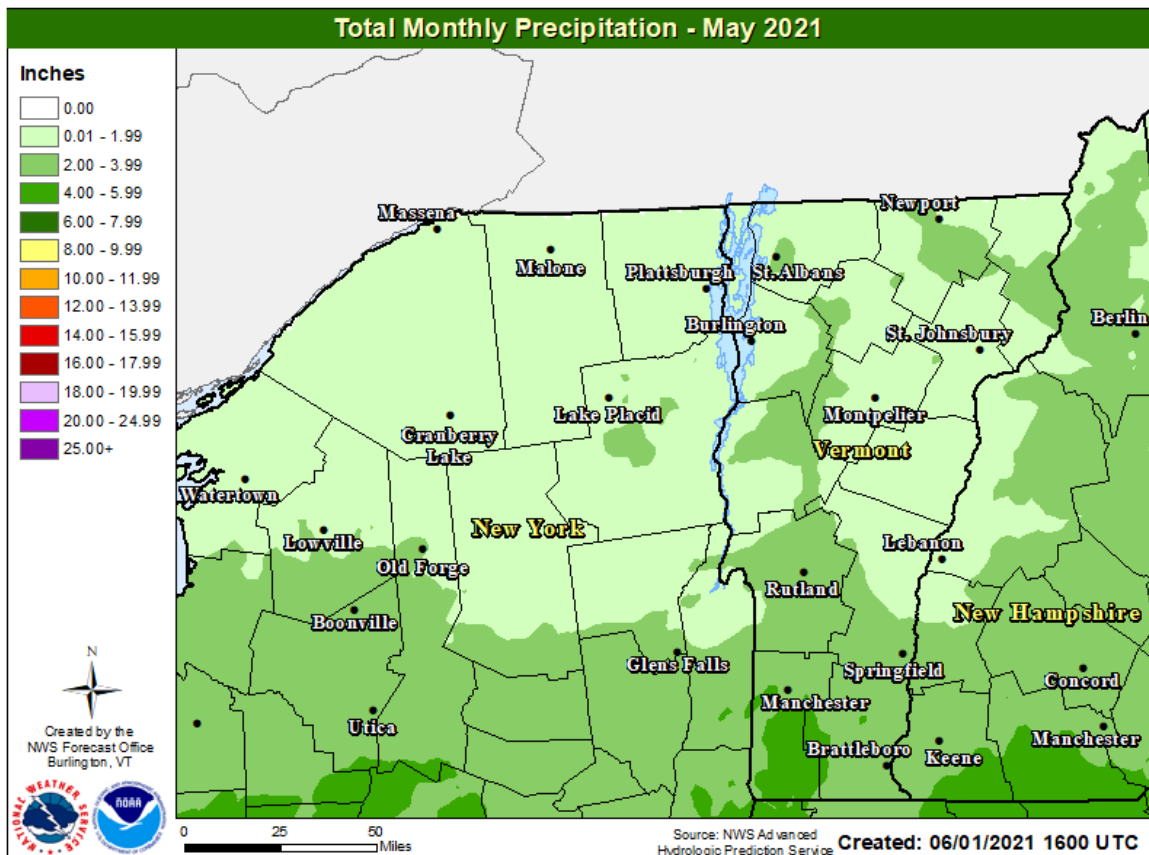 Total Monthly Precipitation - May 2021
Inches
0.00
0.01 - 1.99
2.00 - 3.99
4.00 - 5.99
6.00 - 7.99
8.00 - 9.99
10.00 - 11.99
12.00 - 13.99
14.00 - 15.99
16.00 - 17.99
18.00 - 19.99
20.00 - 24.99
25.00+
Massena
Newport
Malone
Plattsburgh
St. Albans
Burlington
Berlin
St. Johnsbury
Lake Placid
Montpelier
Cranberry
Lake
Vermont
Watertown
New York
Lowville
Old Forge
Lebanon
Rutland
Boonville
New Hampshire
Glens Falls
Springfield
Concord
Manchester
Utica
Brattleboro
Keene
Manchester
N
Created by the
NWS Forecast Office
Burlington, VT
NATIONAL WEATHER SERVICE
NOAA
0 25 50
Miles
Source: NWS Advanced
Hydrologic Prediction Service
Created: 06/01/2021 1600 UTC